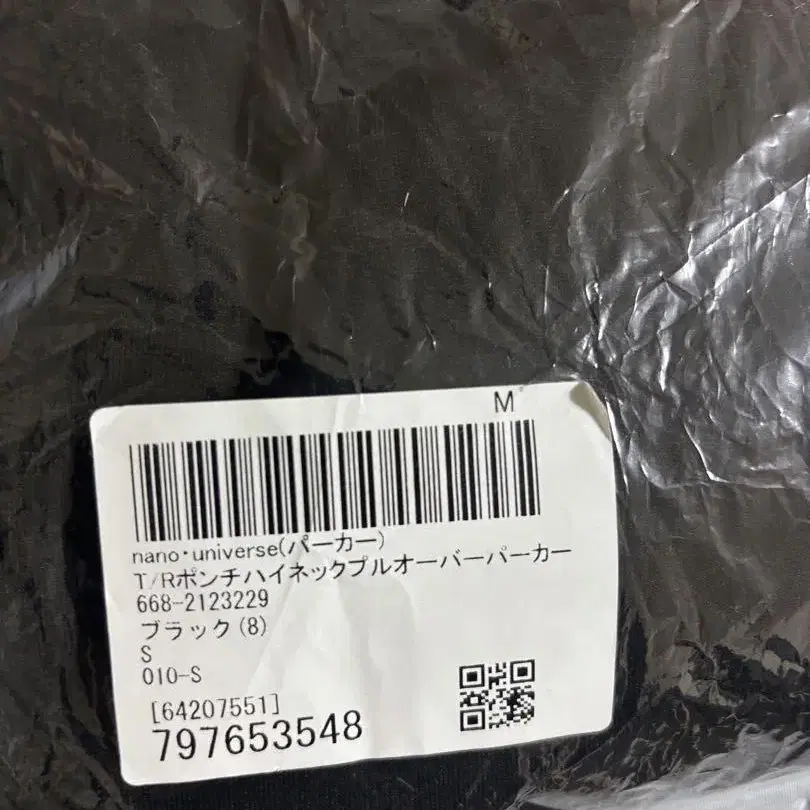 M
nano・universe(パーカー)
T/Rポンチハイネックプルオーバーパーカー
668-2123229
ブラック(8)
S
010-S
[64207551]
797653548